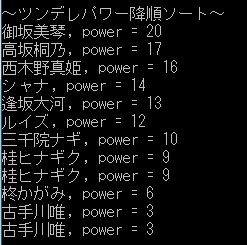 ～ツンデレパワー降順ソート～
御坂美琴, power = 20
高坂桐乃, power = 17
西木野真姫, power = 16
シャナ, power = 14
逢坂大河, power = 13
ルイズ, power = 12
三千院ナギ, power = 10
桂ヒナギク, power = 9
桂ヒナギク, power = 9
柊かがみ, power = 6
古手川唯, power = 3
古手川唯, power = 3